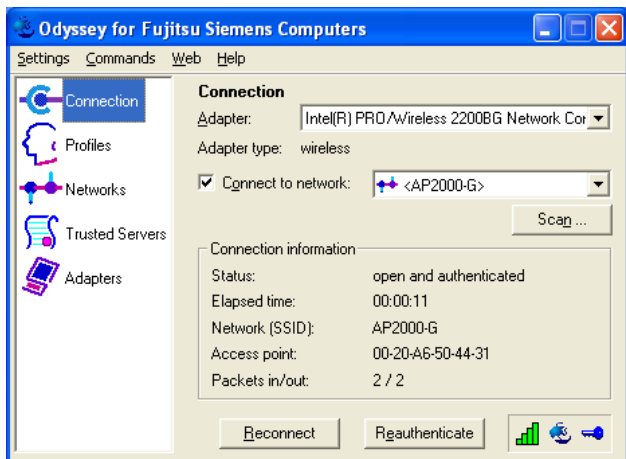 Odyssey for Fujitsu Siemens Computers
Settings Commands Web Help
Connection
Profiles
Networks
Trusted Servers
Adapters
Connection
Adapter: Intel(R) PRO/Wireless 2200BG Network Cor
Adapter type: wireless
Connect to network: <AP2000-G>
Scan ...
Connection information
Status: open and authenticated
Elapsed time: 00:00:11
Network (SSID): AP2000-G
Access point: 00-20-A6-50-44-31
Packets in/out: 2 / 2
Reconnect Reauthenticate